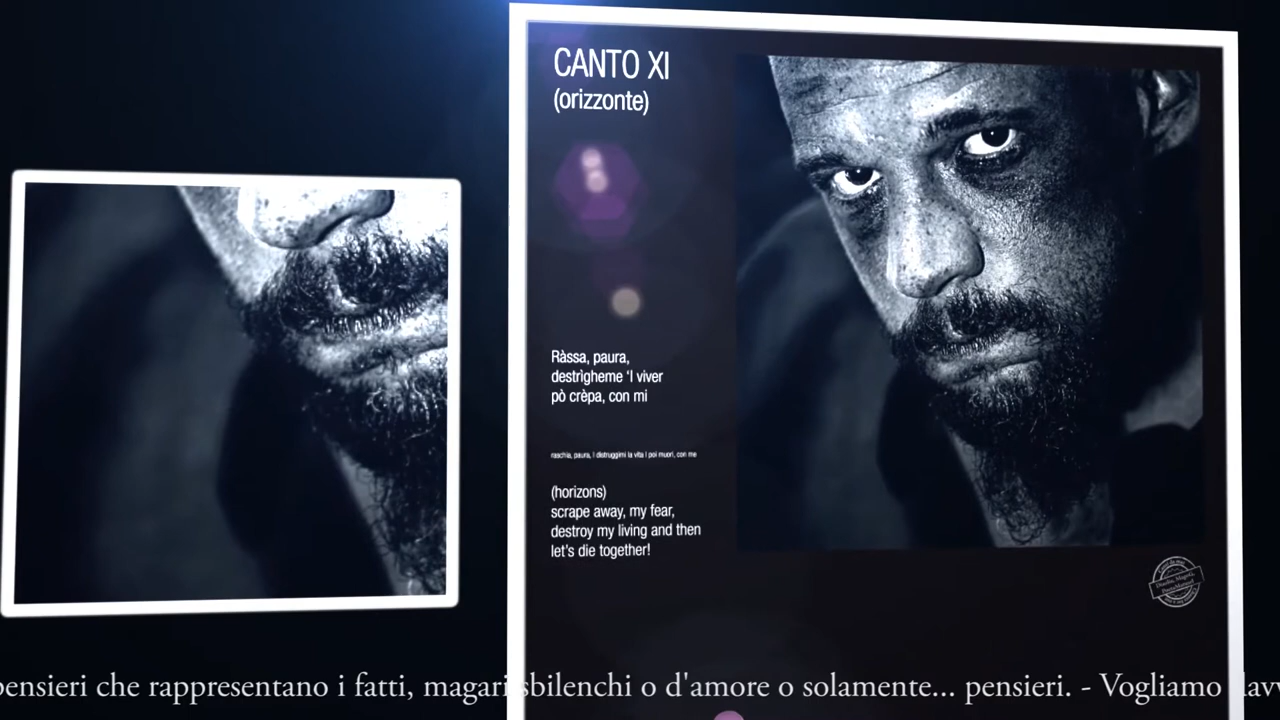 CANTO XI
(orizzonte)
Ràssa, paura,
destrìgheme 'l viver
pò crèpa, con mi
raschia, paura, I distruggimi la vita I poi muori, con me
(horizons)
scrape away, my fear,
destroy my living and then
let's die together!
pensieri che rappresentano i fatti, magari sbilenchi o d'amore o solamente... pensieri. - Vogliamo